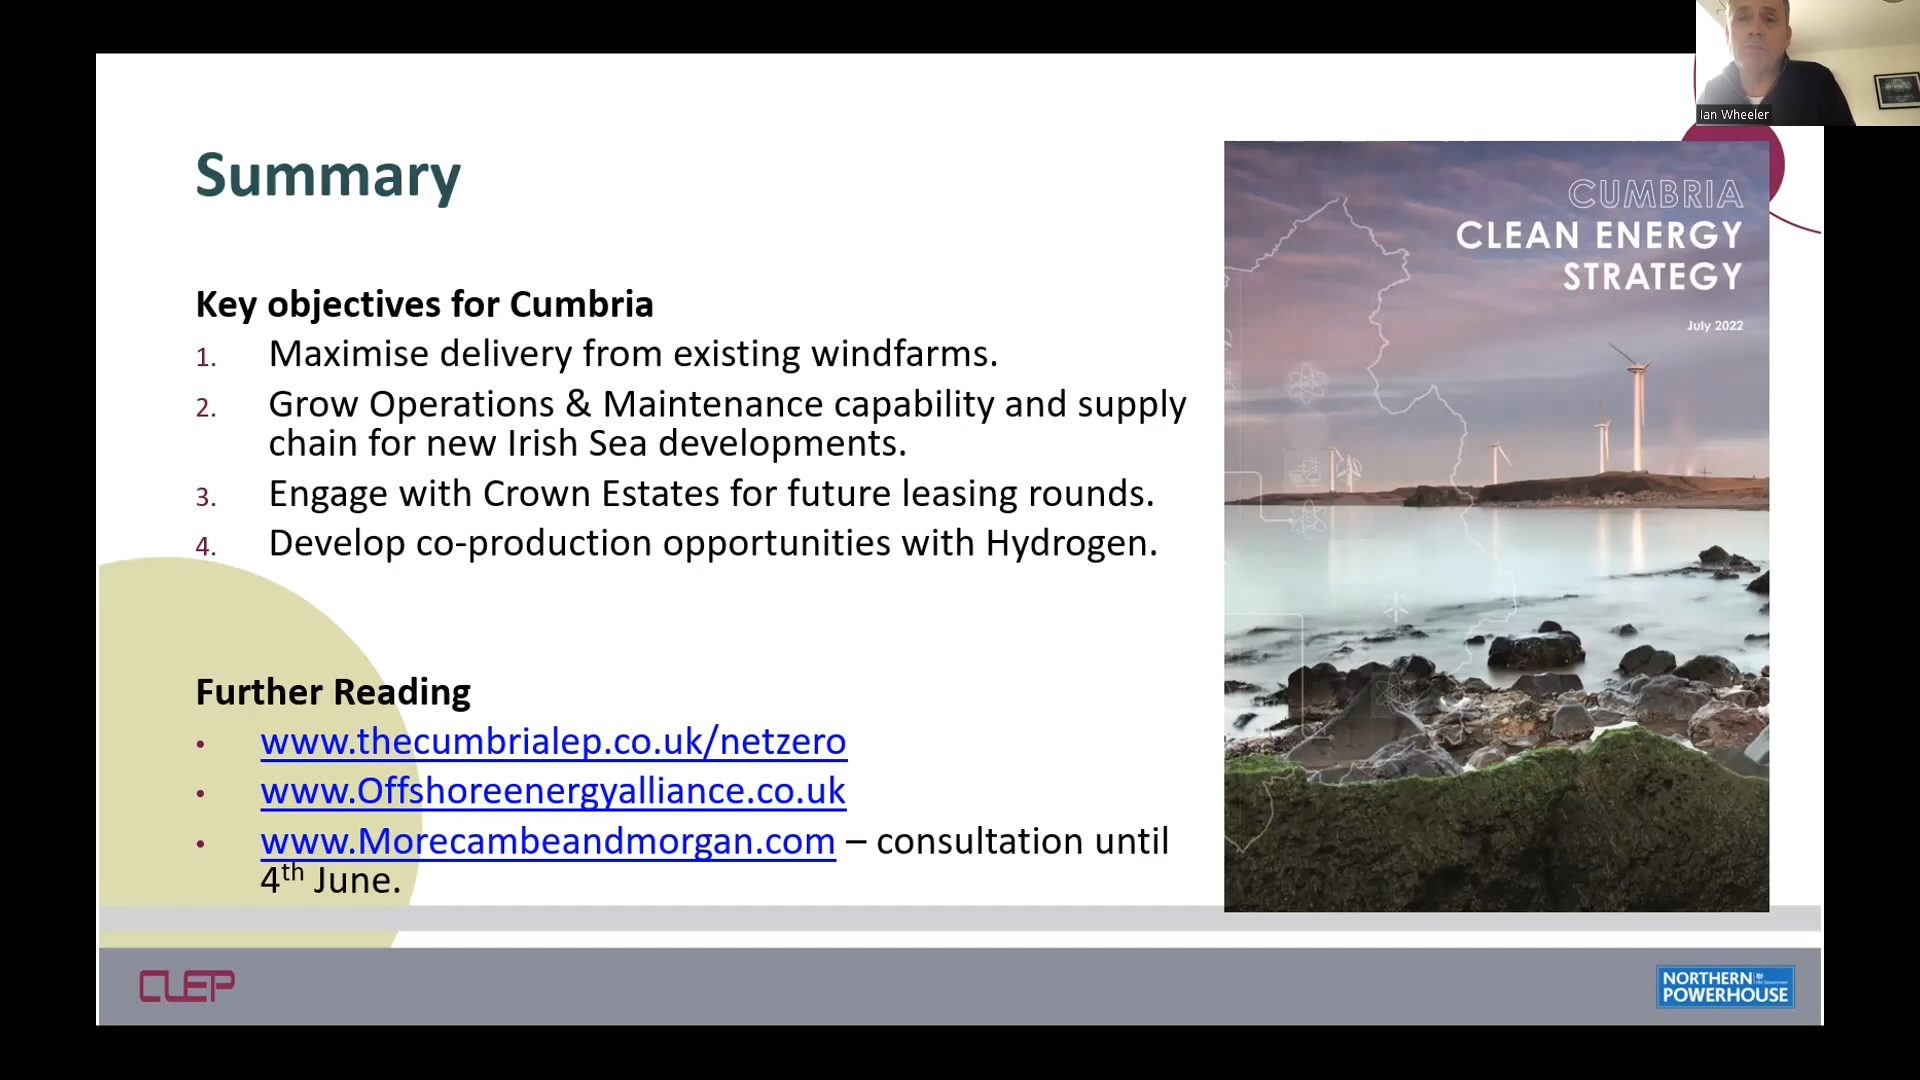 Ian Wheeler
Summary
Key objectives for Cumbria
1. Maximise delivery from existing windfarms.
2. Grow Operations & Maintenance capability and supply
chain for new Irish Sea developments.
3. Engage with Crown Estates for future leasing rounds.
4. Develop co-production opportunities with Hydrogen.
Further Reading
• www.thecumbrialep.co.uk/netzero
• www.Offshoreenergyalliance.co.uk
• www.Morecambeandmorgan.com – consultation until
4th June.
CUMBRIA
CLEAN ENERGY
STRATEGY
July 2022
CLEP
NORTHERN
POWERHOUSE